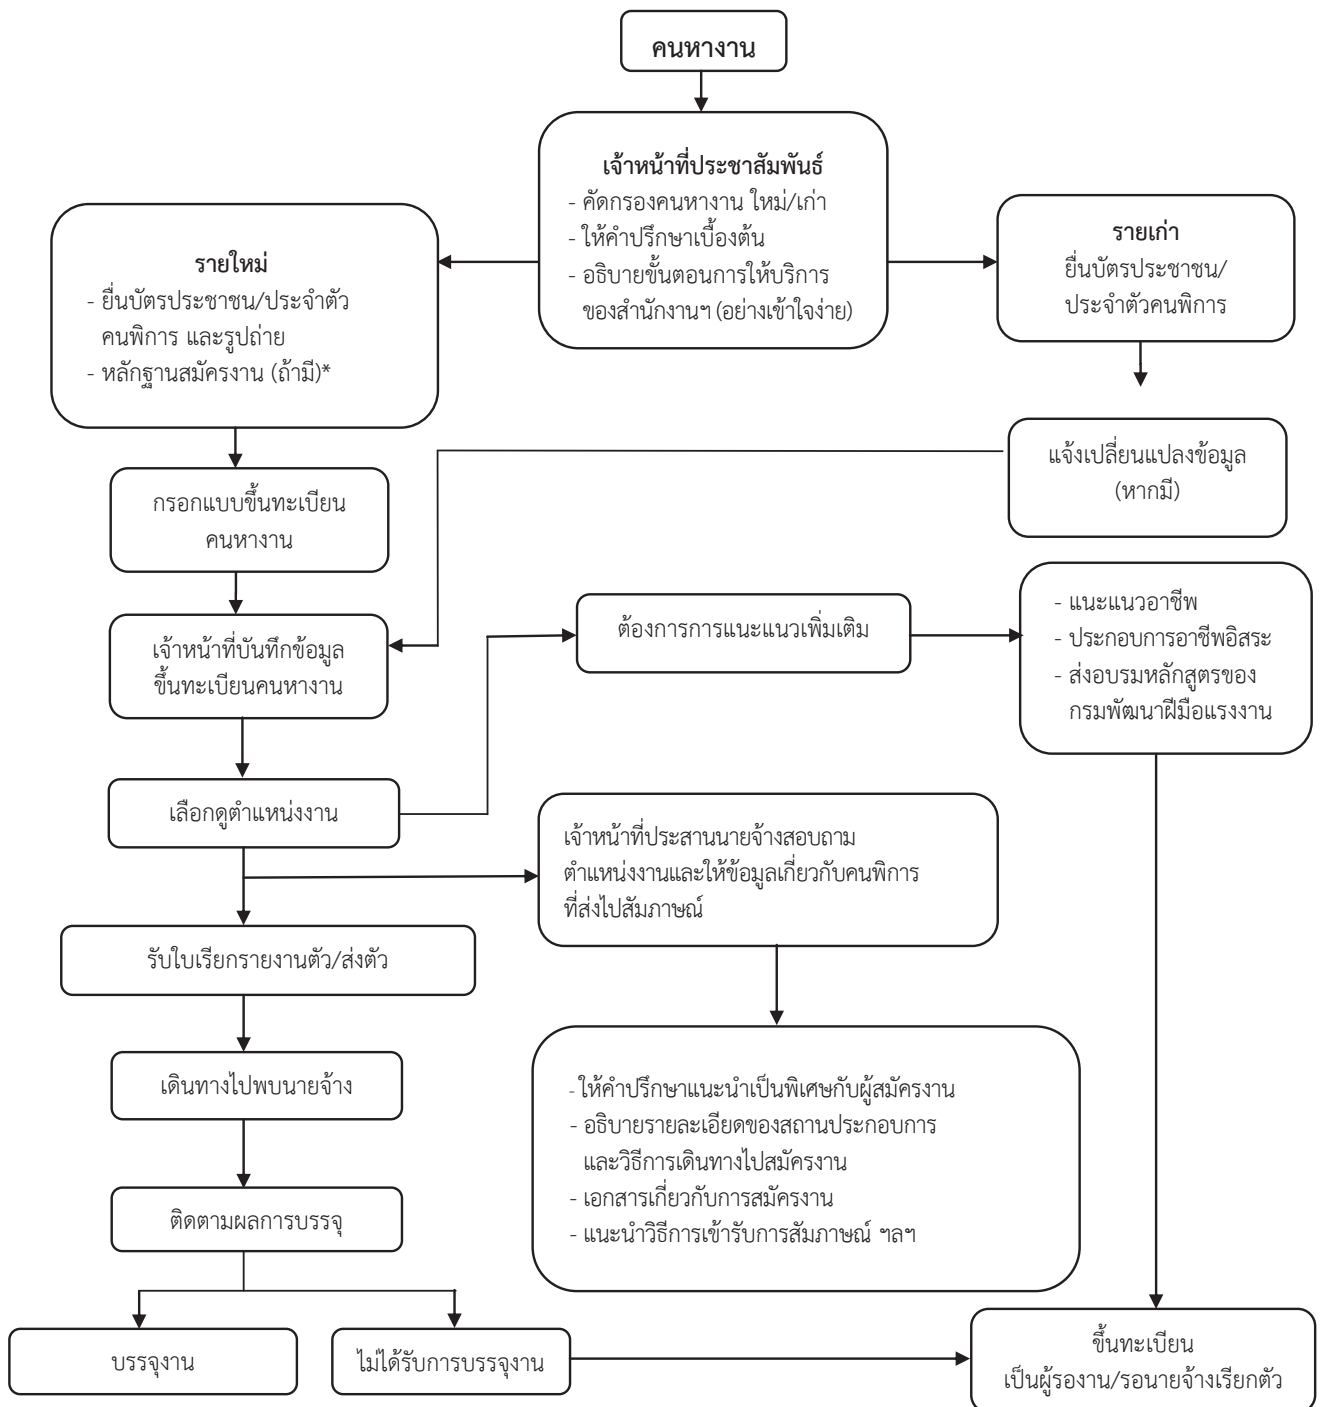 คนหางาน
เจ้าหน้าที่ประชาสัมพันธ์
- คัดกรองคนหางาน ใหม่/เก่า
- ให้คำปรึกษาเบื้องต้น
- อธิบายขั้นตอนการให้บริการ
ของสำนักงานฯ (อย่างเข้าใจง่าย)
รายใหม่
- ยื่นบัตรประชาชน/ประจำตัว
คนพิการ และรูปถ่าย
- หลักฐานสมัครงาน (ถ้ามี)*
รายเก่า
ยื่นบัตรประชาชน/
ประจำตัวคนพิการ
แจ้งเปลี่ยนแปลงข้อมูล
(หากมี)
กรอกแบบขึ้นทะเบียน
คนหางาน
เจ้าหน้าที่บันทึกข้อมูล
ขึ้นทะเบียนคนหางาน
ต้องการการแนะแนวเพิ่มเติม
- แนะแนวอาชีพ
- ประกอบการอาชีพอิสระ
- ส่งอบรมหลักสูตรของ
กรมพัฒนาฝีมือแรงงาน
เลือกดูตำแหน่งงาน
เจ้าหน้าที่ประสานนายจ้างสอบถาม
ตำแหน่งงานและให้ข้อมูลเกี่ยวกับคนพิการ
ที่ส่งไปสัมภาษณ์
รับใบเรียกรายงานตัว/ส่งตัว
เดินทางไปพบนายจ้าง
- ให้คำปรึกษาแนะนำเป็นพิเศษกับผู้สมัครงาน
- อธิบายรายละเอียดของสถานประกอบการ
และวิธีการเดินทางไปสมัครงาน
- เอกสารเกี่ยวกับการสมัครงาน
- แนะนำวิธีการเข้ารับการสัมภาษณ์ ฯลฯ
ติดตามผลการบรรจุ
บรรจุงาน
ไม่ได้รับการบรรจุงาน
ขึ้นทะเบียน
เป็นผู้รองาน/รอนายจ้างเรียกตัว